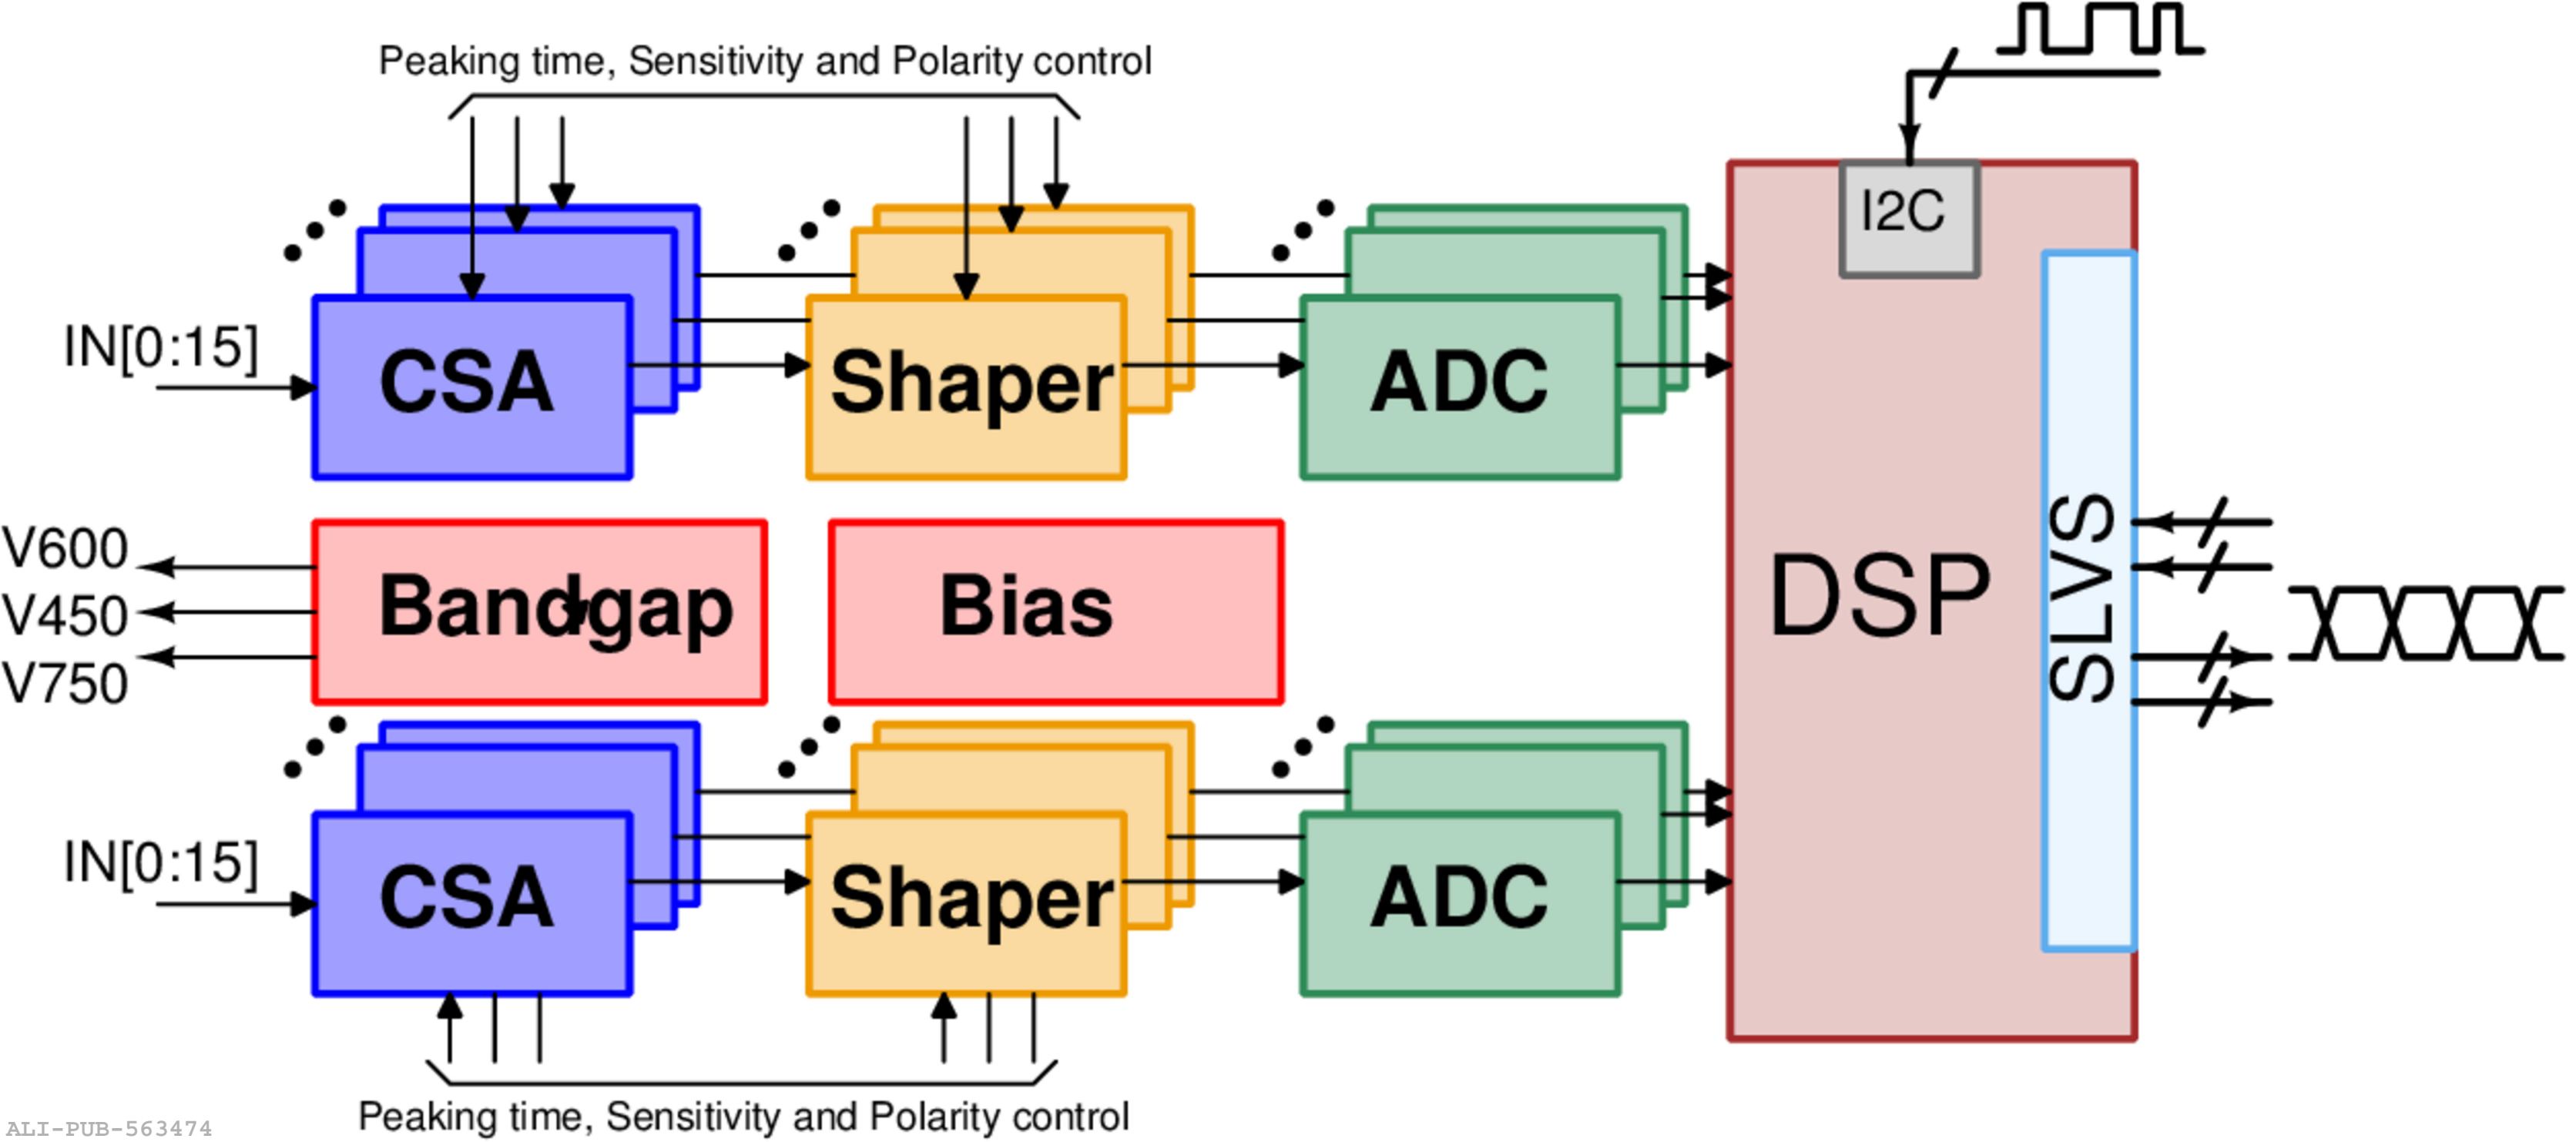 Peaking time, Sensitivity and Polarity control
I2C
IN[0:15]
CSA
Shaper
ADC
V600
V450
V750
Bandgap
Bias
DSP
SLVS
IN[0:15]
CSA
Shaper
ADC
Peaking time, Sensitivity and Polarity control
ALI-PUB-563474